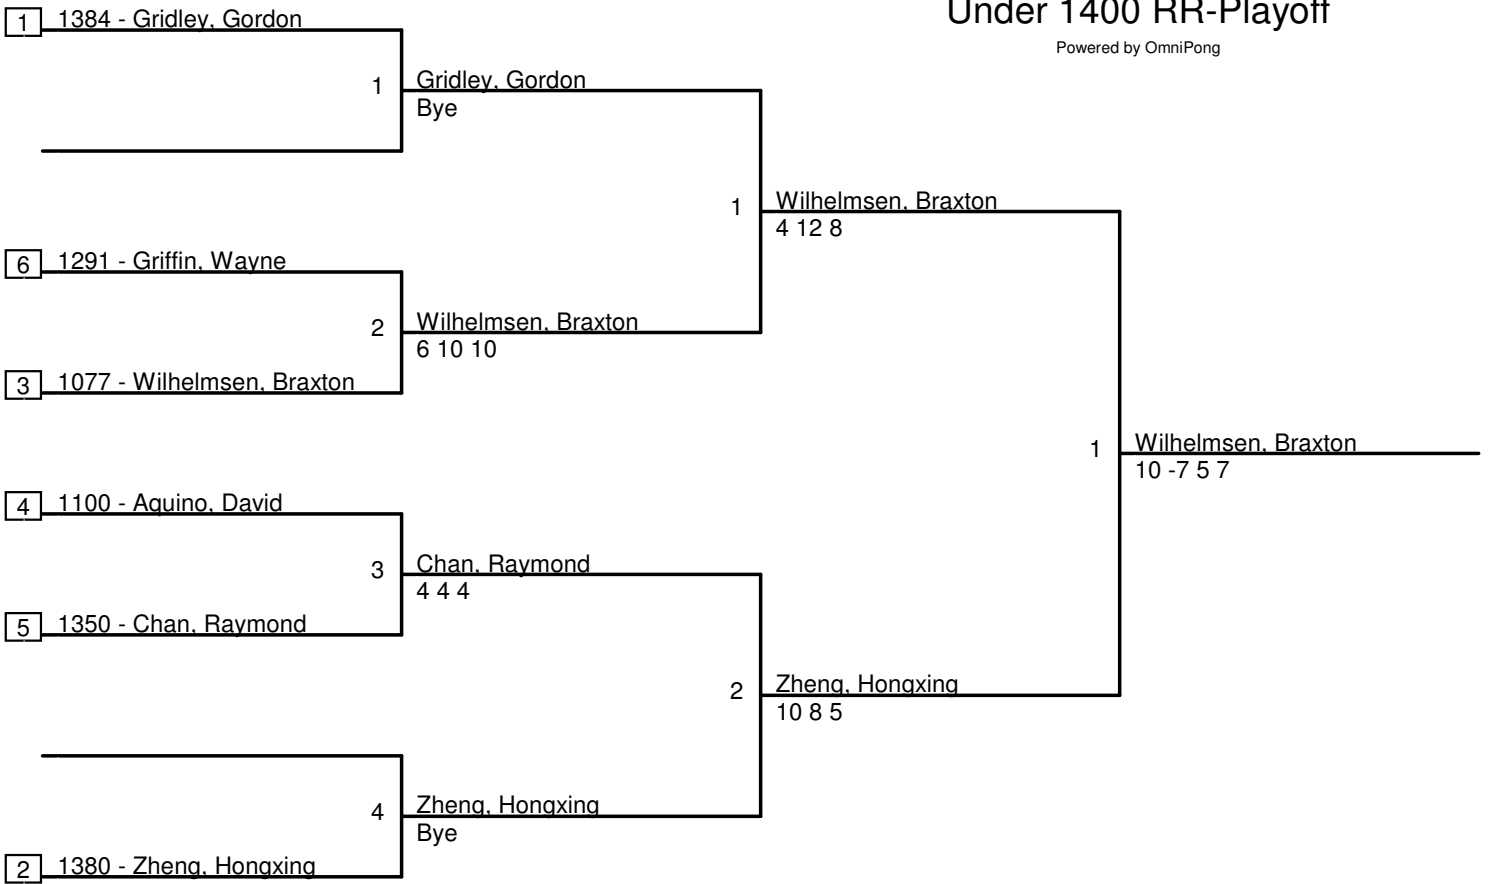 Under 1400 RR-Playoff
Powered by OmniPong
1
1384 - Gridley, Gordon
1
Gridley, Gordon
Bye
1
Wilhelmsen, Braxton
4 12 8
6
1291 - Griffin, Wayne
2
Wilhelmsen, Braxton
6 10 10
3
1077 - Wilhelmsen, Braxton
1
Wilhelmsen, Braxton
10 -7 5 7
4
1100 - Aquino, David
3
Chan, Raymond
4 4 4
5
1350 - Chan, Raymond
2
Zheng, Hongxing
10 8 5
4
Zheng, Hongxing
Bye
2
1380 - Zheng, Hongxing